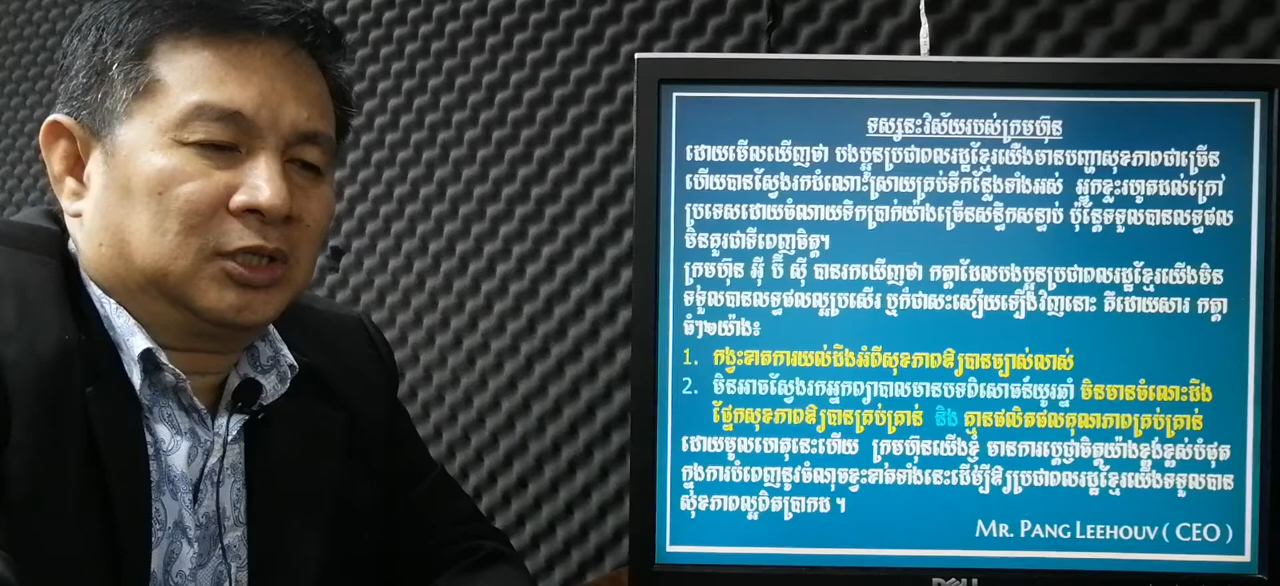 ទស្សនះវិស័យរបស់ក្រុមហ៊ុន
ដោយមើលឃើញថា បងប្អូនប្រជាពលរដ្ឋខ្មែរយើងមានបញ្ហាសុខភាពជាច្រើន
ហើយបានស្វែងរកដំណោះស្រាយគ្រប់ទីកន្លែងទាំងអស់ អ្នកខ្លះរហូតដល់ក្រៅ
ប្រទេសដោយចំណាយទឹកប្រាក់យ៉ាងច្រើនសន្ធឹកសន្ធាប់ ប៉ុន្តែទទួលបានលទ្ធផល
មិនគួរជាទីពេញចិត្ត។
ក្រុមហ៊ុន អ៊ី ប៊ី ស៊ី បានរកឃើញថា កត្តាដែលបងប្អូនប្រជាពលរដ្ឋខ្មែរយើងមិន
ទទួលបានលទ្ធផលល្អប្រសើរ ឬក៏ជាសះស្បើយឡើងវិញនោះ គឺដោយសារ កត្តា
ធំៗ២យ៉ាង៖
1. កង្វះខាតការយល់ដឹងអំពីសុខភាពឱ្យបានច្បាស់លាស់
2. មិនអាចស្វែងរកអ្នកព្យាបាលមានបទពិសោធន៍យូរឆ្នាំ មិនមានចំណេះដឹង
ផ្នែកសុខភាពឱ្យបានគ្រប់គ្រាន់ និង គ្មានផលិតផលគុណភាពគ្រប់គ្រាន់
ដោយមូលហេតុនេះហើយ ក្រុមហ៊ុនយើងខ្ញុំ មានការប្តេជ្ញាចិត្តយ៉ាងខ្ពង់ខ្ពស់បំផុត
ក្នុងការបំពេញនូវចំណុចខ្វះខាតទាំងនេះដើម្បីឱ្យប្រជាពលរដ្ឋខ្មែរយើងទទួលបាន
សុខភាពល្អពិតប្រាកដ ។
MR. PANG LEEHOUV ( CEO )